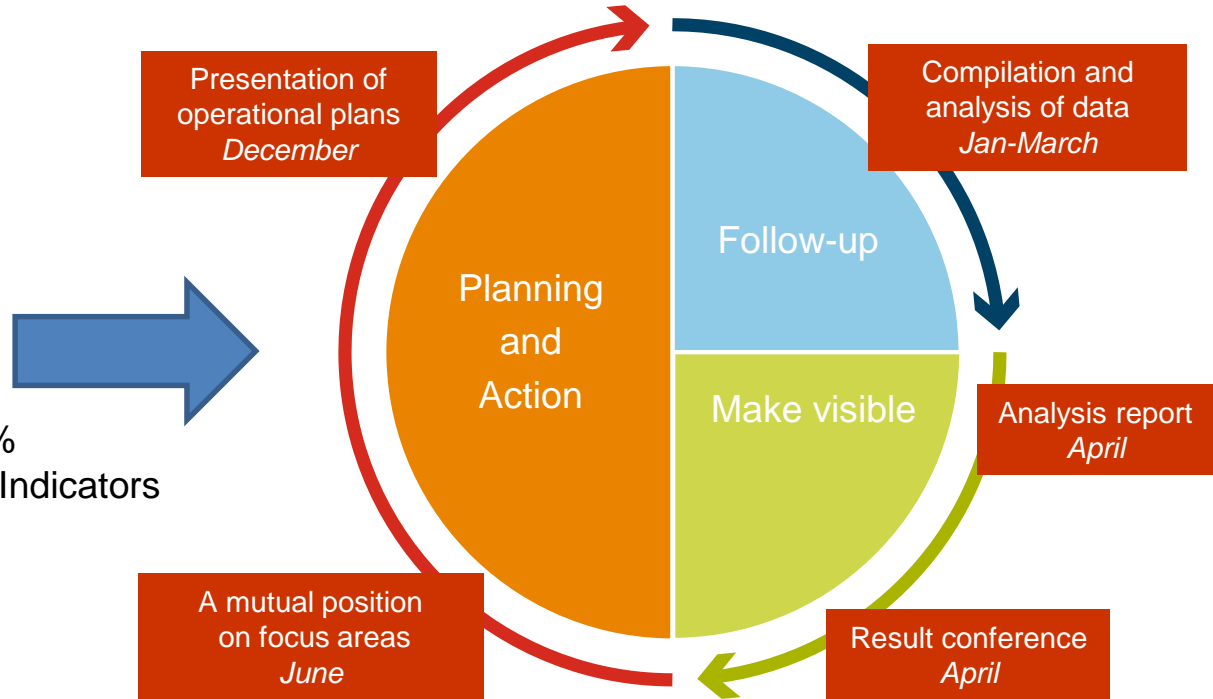 Presentation of
operational plans
December
Compilation and
analysis of data
Jan-March
Follow-up
Planning
and
Action
Make visible
Analysis report
April
%
Indicators
A mutual position
on focus areas
June
Result conference
April